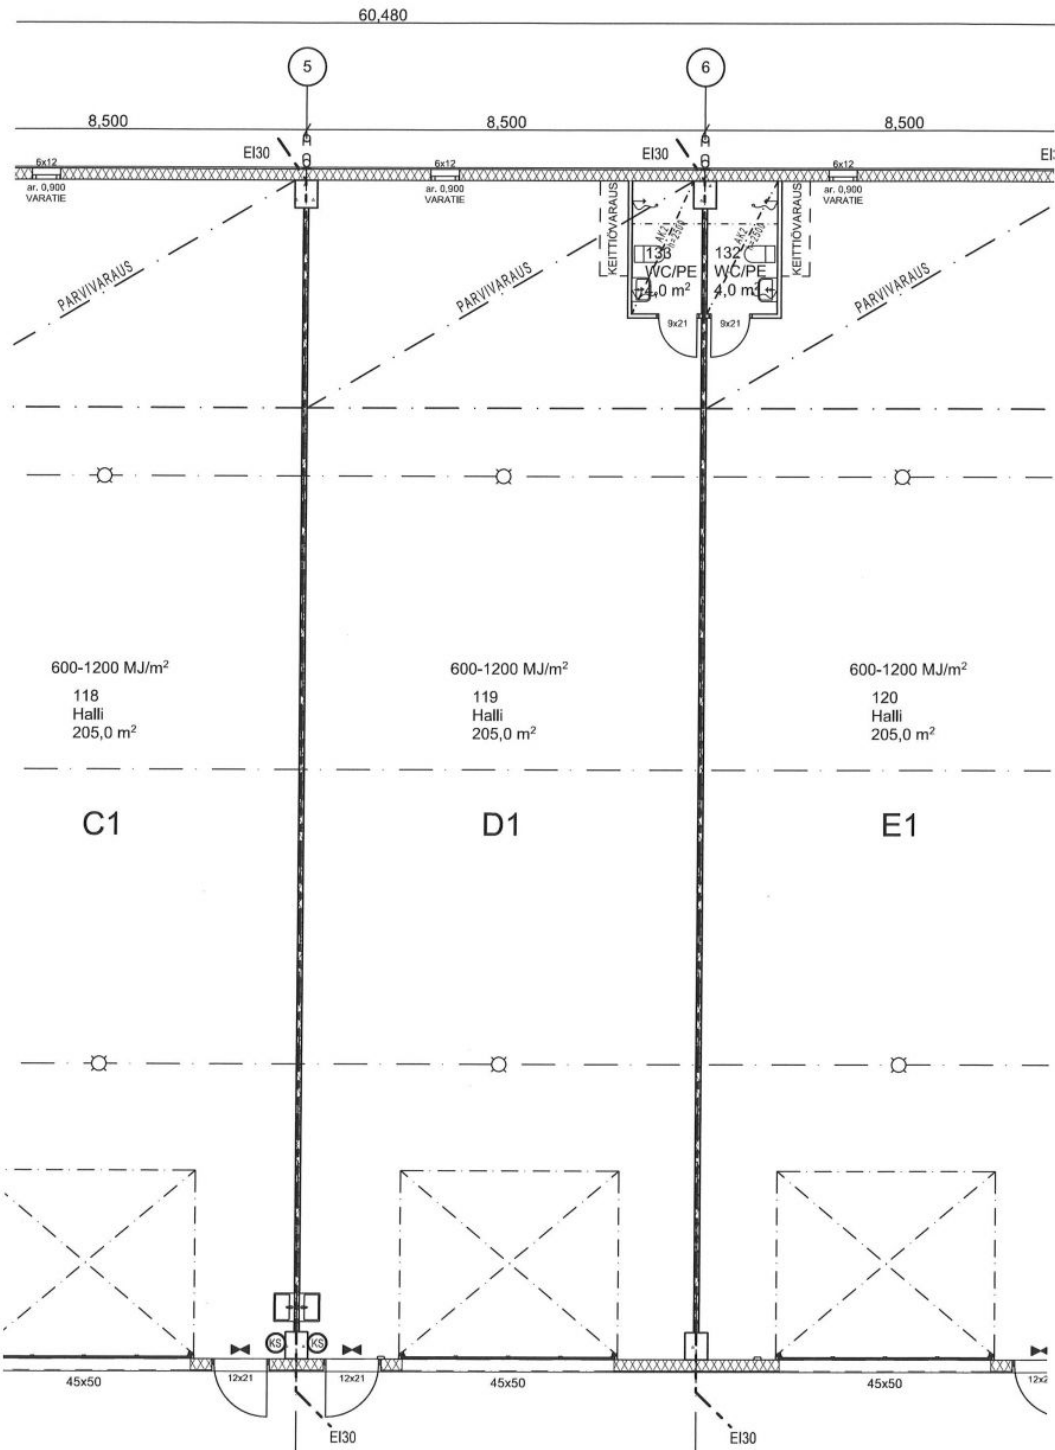 60,480
5
6
8,500
8,500
8,500
EI30
EI30
6x12
ar. 0,900
VARATIE
6x12
ar. 0,900
VARATIE
6x12
ar. 0,900
VARATIE
KEITTIÖVARAUS
KEITTIÖVARAUS
AK2
h=2500
AK2
h=2500
133
WC/PE
4,0 m²
132
WC/PE
4,0 m²
9x21
9x21
PARVIVARAUS
PARVIVARAUS
PARVIVARAUS
600-1200 MJ/m²
118
Halli
205,0 m²
600-1200 MJ/m²
119
Halli
205,0 m²
600-1200 MJ/m²
120
Halli
205,0 m²
C1
D1
E1
KS
KS
45x50
12x21
12x21
45x50
45x50
EI30
EI30